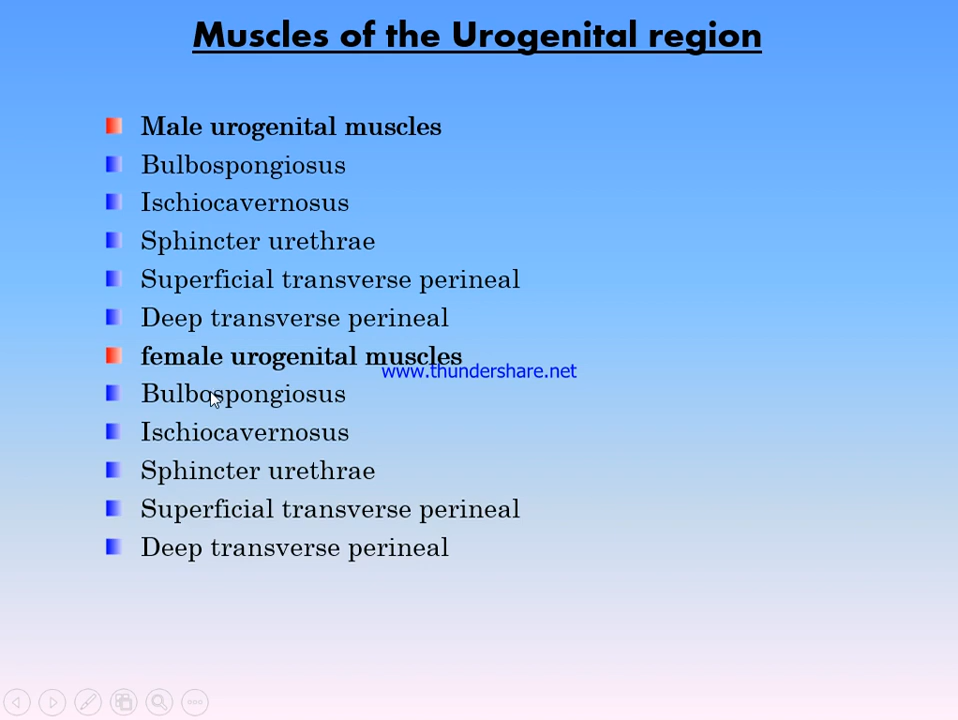 Muscles of the Urogenital region
Male urogenital muscles
Bulbospongiosus
Ischiocavernosus
Sphincter urethrae
Superficial transverse perineal
Deep transverse perineal
female urogenital muscles
www.thundershare.net
Bulbospongiosus
Ischiocavernosus
Sphincter urethrae
Superficial transverse perineal
Deep transverse perineal